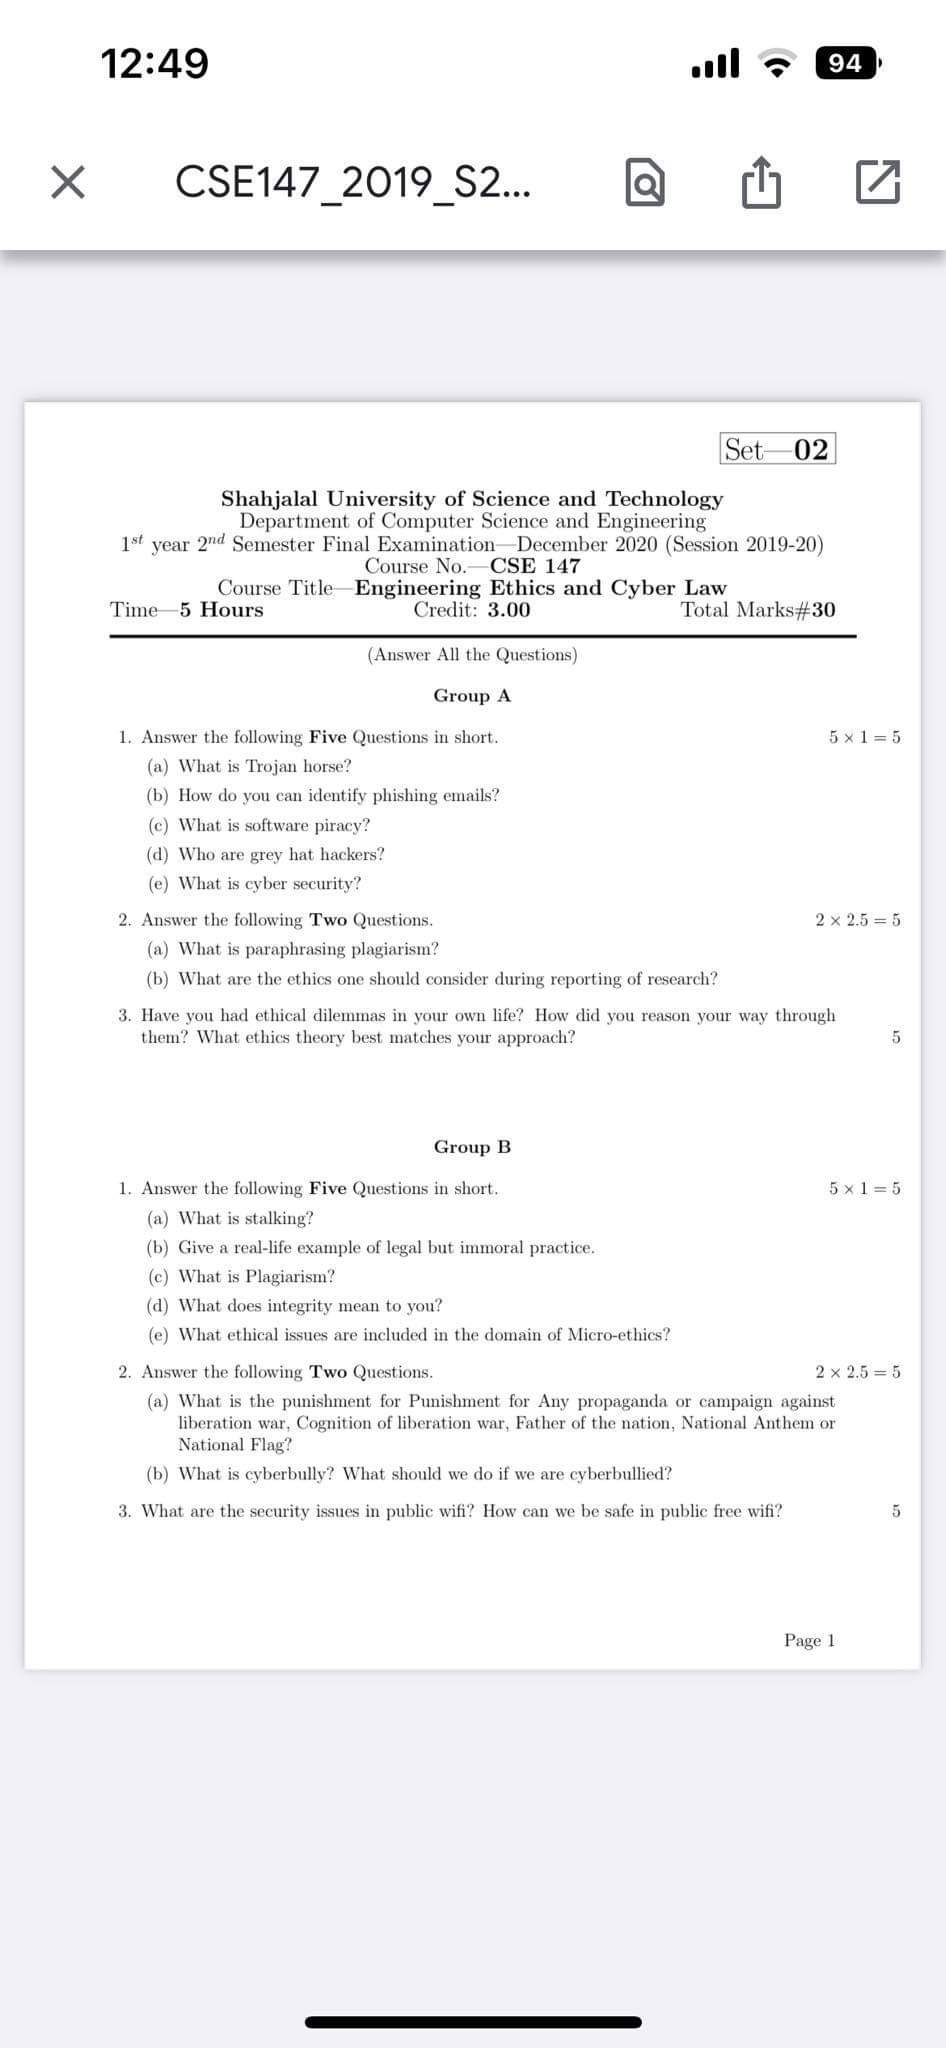 12:49
94
CSE147_2019_S2...
Set—02
Shahjalal University of Science and Technology
Department of Computer Science and Engineering
1st year 2nd Semester Final Examination—December 2020 (Session 2019-20)
Course No.—CSE 147
Course Title—Engineering Ethics and Cyber Law
Time—5 Hours Credit: 3.00 Total Marks#30
(Answer All the Questions)
Group A
1. Answer the following Five Questions in short. 5 × 1 = 5
(a) What is Trojan horse?
(b) How do you can identify phishing emails?
(c) What is software piracy?
(d) Who are grey hat hackers?
(e) What is cyber security?
2. Answer the following Two Questions. 2 × 2.5 = 5
(a) What is paraphrasing plagiarism?
(b) What are the ethics one should consider during reporting of research?
3. Have you had ethical dilemmas in your own life? How did you reason your way through
them? What ethics theory best matches your approach? 5
Group B
1. Answer the following Five Questions in short. 5 × 1 = 5
(a) What is stalking?
(b) Give a real-life example of legal but immoral practice.
(c) What is Plagiarism?
(d) What does integrity mean to you?
(e) What ethical issues are included in the domain of Micro-ethics?
2. Answer the following Two Questions. 2 × 2.5 = 5
(a) What is the punishment for Punishment for Any propaganda or campaign against
liberation war, Cognition of liberation war, Father of the nation, National Anthem or
National Flag?
(b) What is cyberbully? What should we do if we are cyberbullied?
3. What are the security issues in public wifi? How can we be safe in public free wifi? 5
Page 1